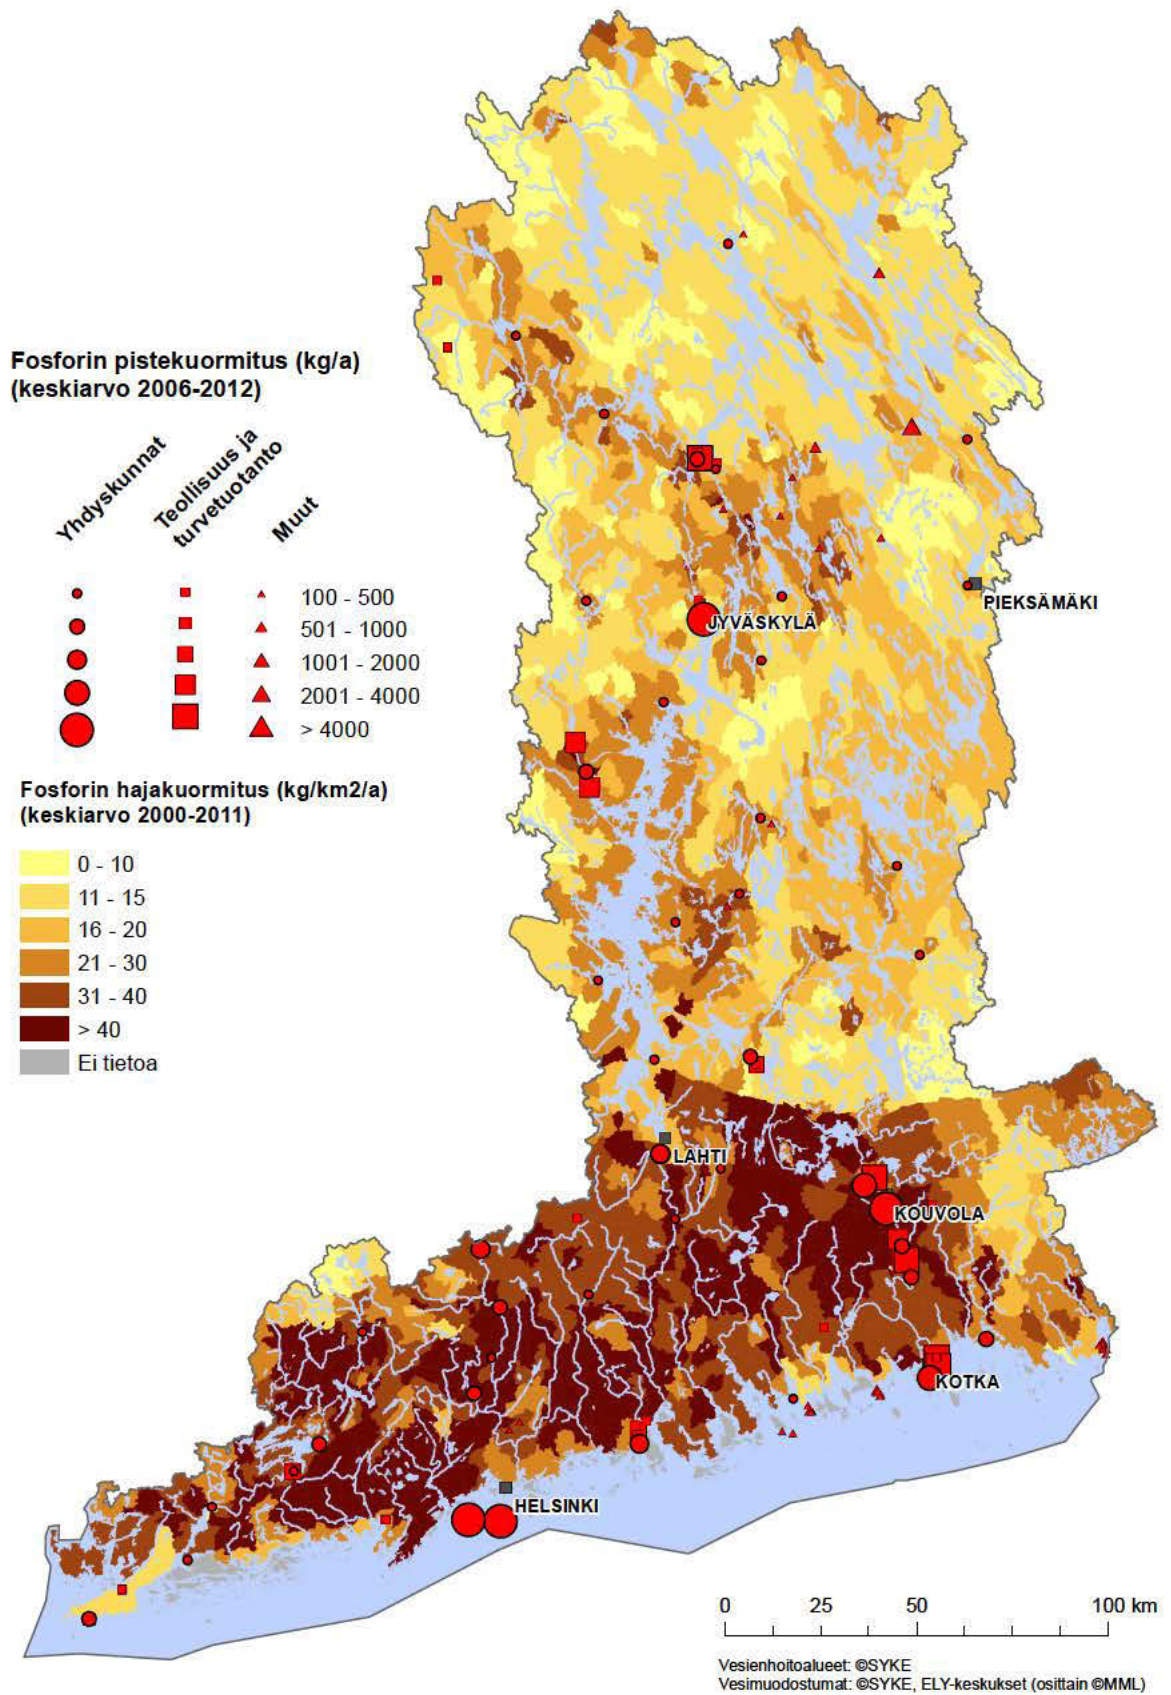 Fosforin pistekuormitus (kg/a)
(keskiarvo 2006-2012)
Yhdyskunnat
Teollisuus ja
turvetuotanto
Muut
100 - 500
501 - 1000
1001 - 2000
2001 - 4000
> 4000
Fosforin hajakuormitus (kg/km2/a)
(keskiarvo 2000-2011)
0 - 10
11 - 15
16 - 20
21 - 30
31 - 40
> 40
Ei tietoa
PIEKSÄMÄKI
JYVÄSKYLÄ
LAHTI
KOUVOLA
KOTKA
HELSINKI
0 25 50 100 km
Vesienhoitoalueet: ©SYKE
Vesimuodostumat: ©SYKE, ELY-keskukset (osittain ©MML)